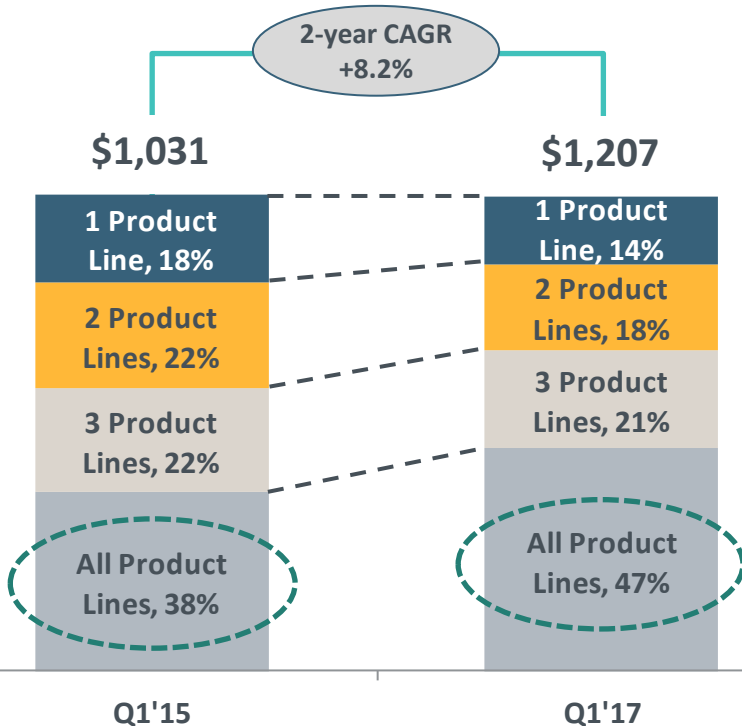 2-year CAGR
+8.2%
$1,031
$1,207
1 Product
Line, 18%
2 Product
Lines, 22%
3 Product
Lines, 22%
All Product
Lines, 38%
1 Product
Line, 14%
2 Product
Lines, 18%
3 Product
Lines, 21%
All Product
Lines, 47%
Q1'15
Q1'17